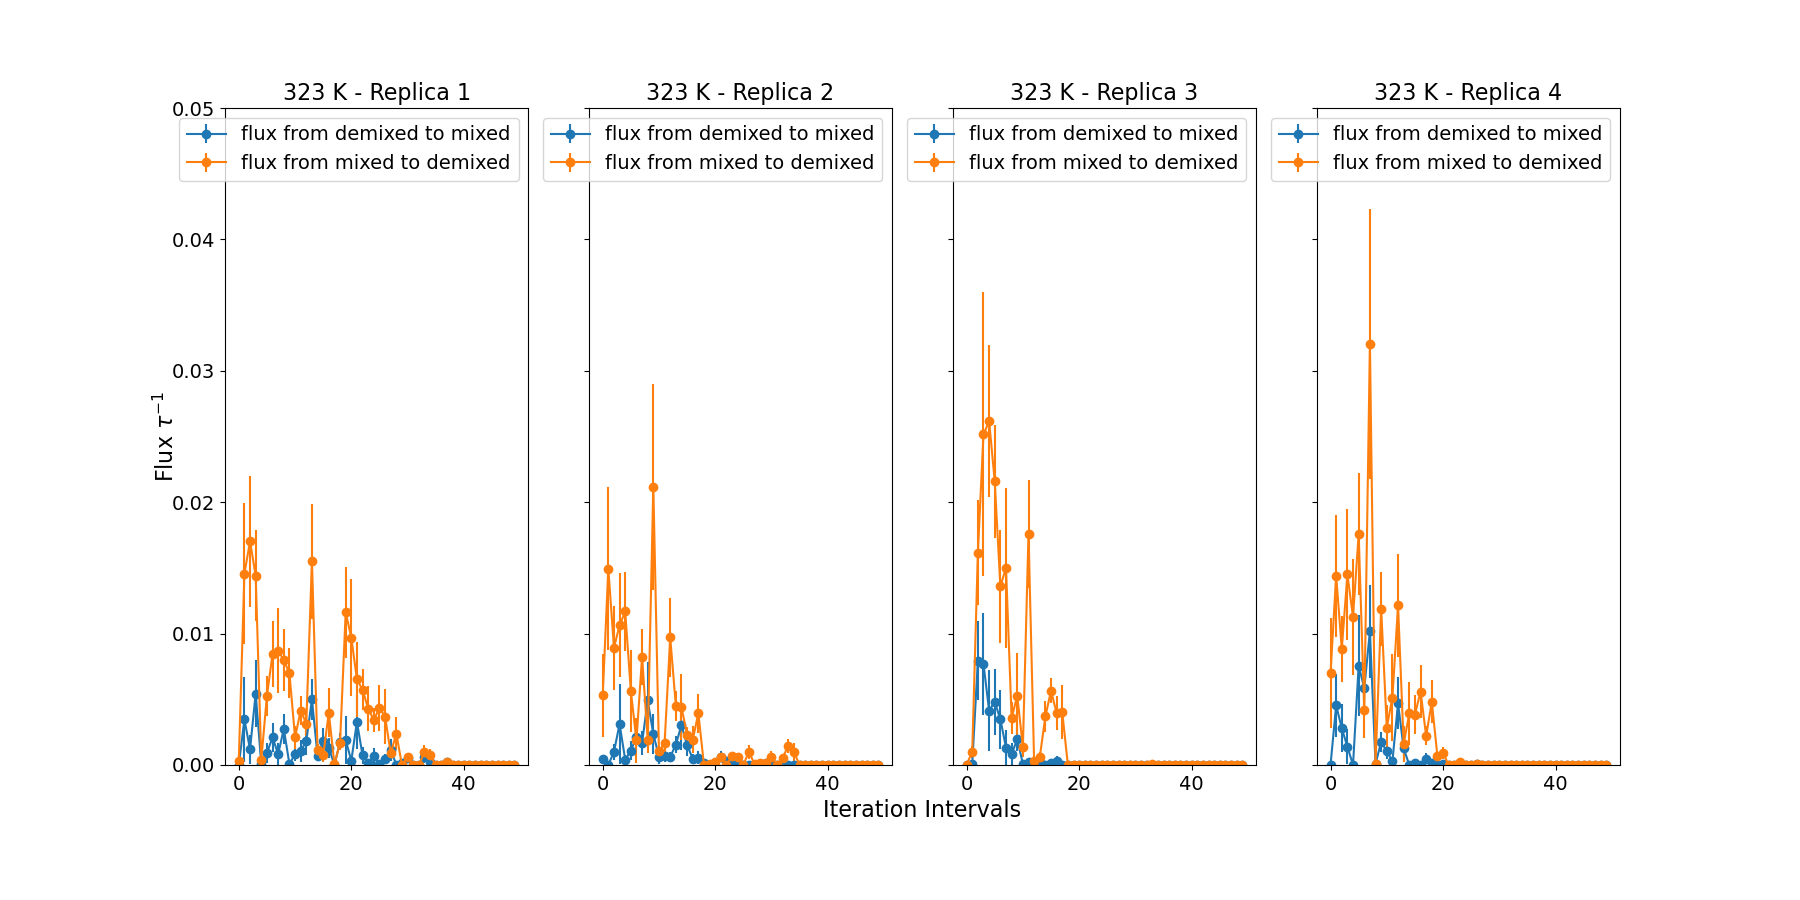 323 K - Replica 1
323 K - Replica 2
323 K - Replica 3
323 K - Replica 4
flux from demixed to mixed
flux from mixed to demixed
flux from demixed to mixed
flux from mixed to demixed
flux from demixed to mixed
flux from mixed to demixed
flux from demixed to mixed
flux from mixed to demixed
Flux τ⁻¹
0.05
0.04
0.03
0.02
0.01
0.00
0 20 40
0 20 40
0 20 40
0 20 40
Iteration Intervals